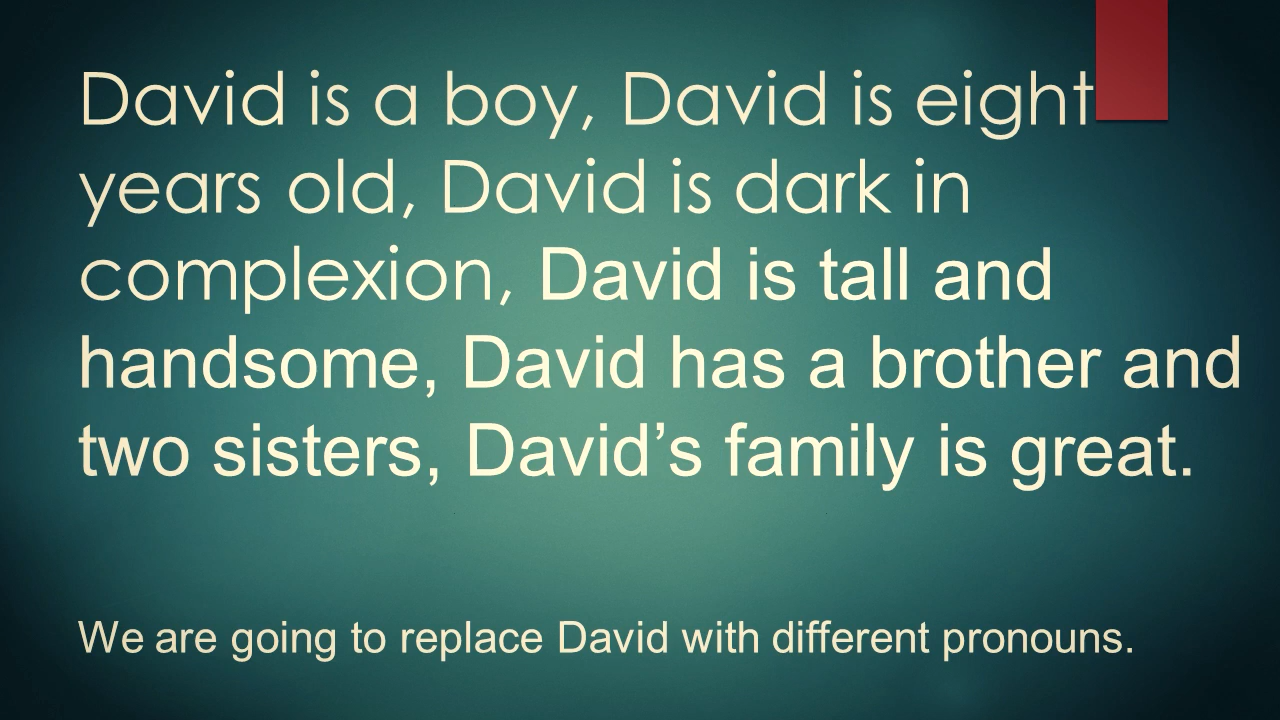 David is a boy, David is eight
years old, David is dark in
complexion, David is tall and
handsome, David has a brother and
two sisters, David’s family is great.
We are going to replace David with different pronouns.